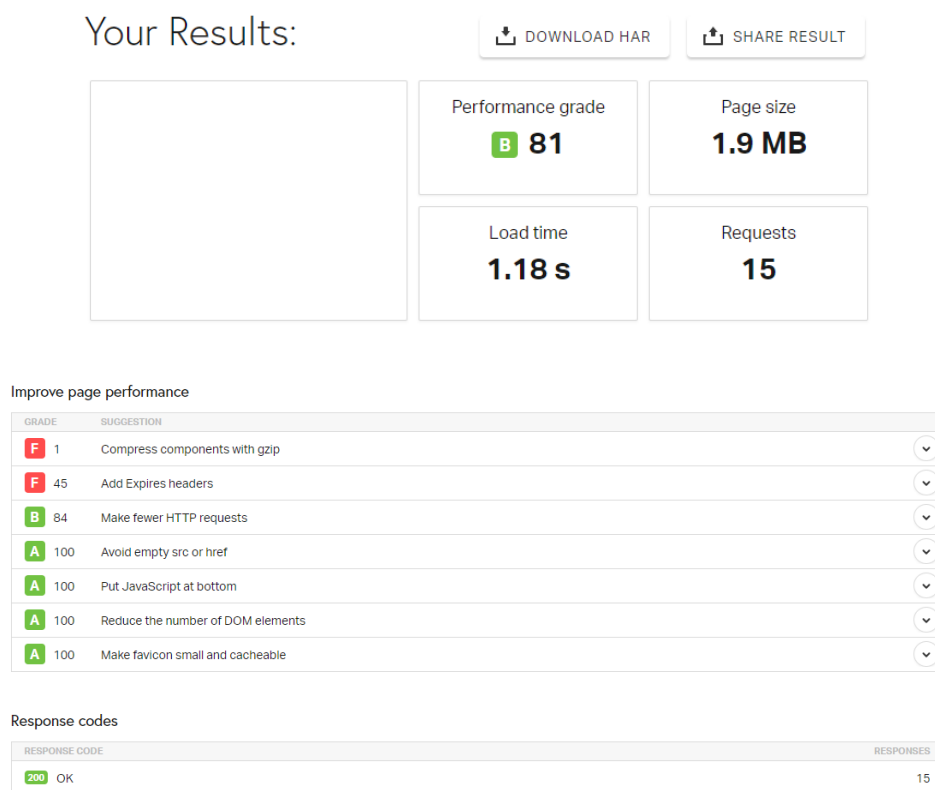 Your Results:
DOWNLOAD HAR
SHARE RESULT
Performance grade
B 81
Page size
1.9 MB
Load time
1.18 s
Requests
15
Improve page performance
GRADE SUGGESTION
F 1 Compress components with gzip
F 45 Add Expires headers
B 84 Make fewer HTTP requests
A 100 Avoid empty src or href
A 100 Put JavaScript at bottom
A 100 Reduce the number of DOM elements
A 100 Make favicon small and cacheable
Response codes
RESPONSE CODE RESPONSES
200 OK 15